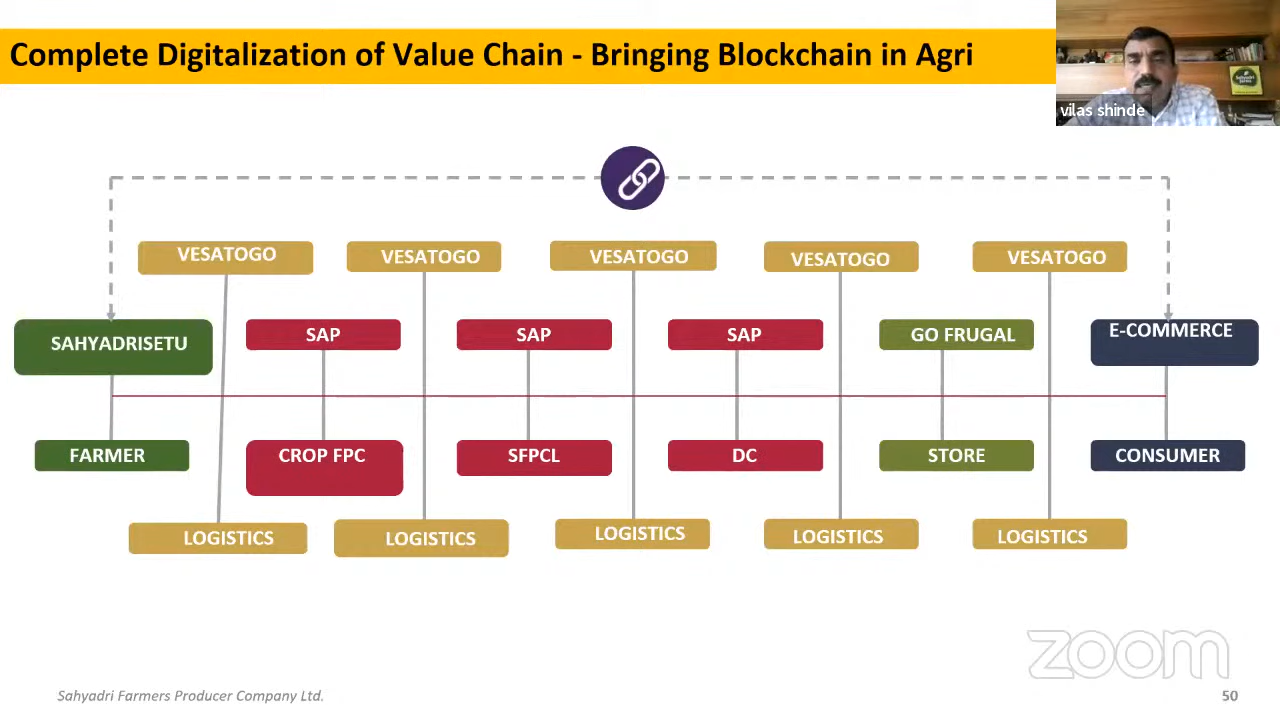 Complete Digitalization of Value Chain - Bringing Blockchain in Agri
vilas shinde
VESATOGO VESATOGO VESATOGO VESATOGO VESATOGO
SAHYADRISETU SAP SAP SAP GO FRUGAL E-COMMERCE
FARMER CROP FPC SFPCL DC STORE CONSUMER
LOGISTICS LOGISTICS LOGISTICS LOGISTICS LOGISTICS
zoom
Sahyadri Farmers Producer Company Ltd. 50